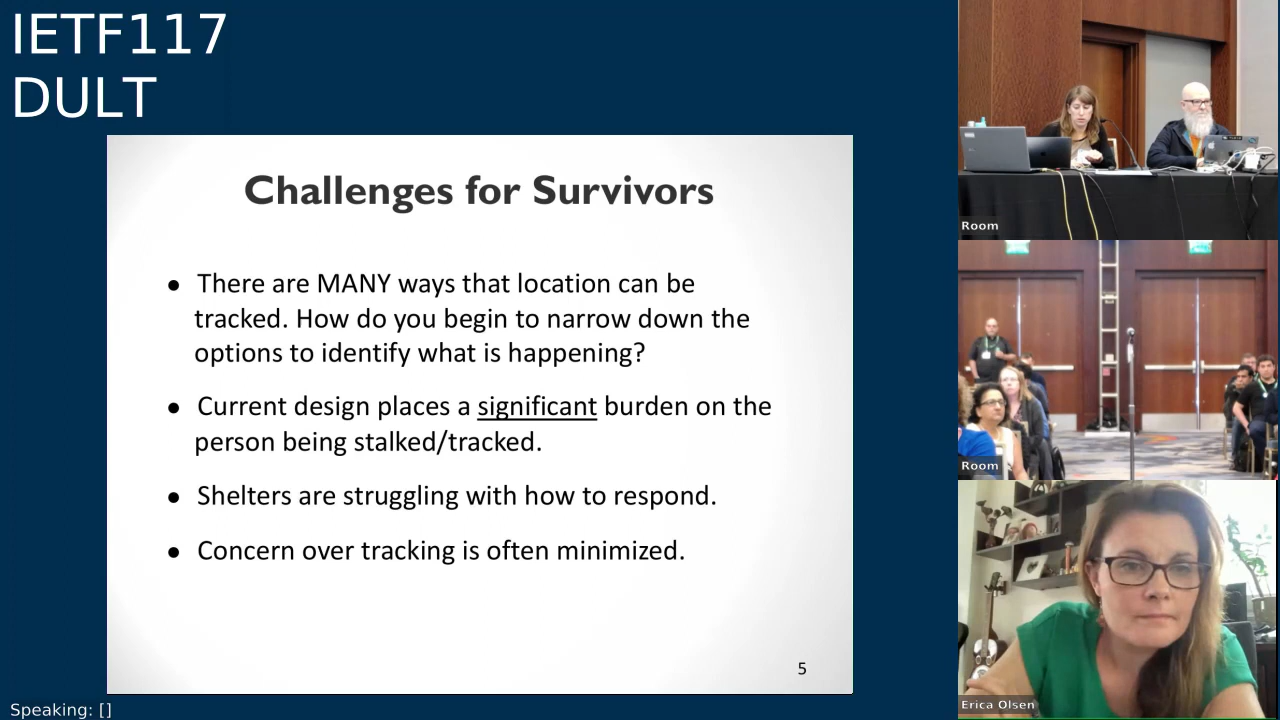 IETF117
DULT
Challenges for Survivors
● There are MANY ways that location can be
tracked. How do you begin to narrow down the
options to identify what is happening?
● Current design places a significant burden on the
person being stalked/tracked.
● Shelters are struggling with how to respond.
● Concern over tracking is often minimized.
5
Speaking: []
Room
Room
Erica Olsen